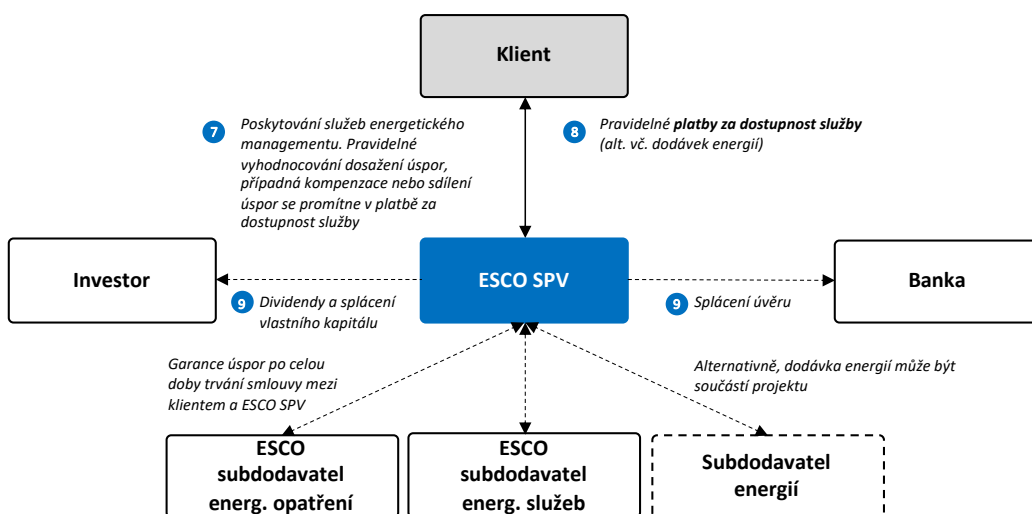 Klient
7
Poskytování služeb energetického
managementu. Pravidelné
vyhodnocování dosažení úspor,
případná kompenzace nebo sdílení
úspor se promítne v platbě za
dostupnost služby
8
Pravidelné platby za dostupnost služby
(alt. vč. dodávek energií)
Investor
ESCO SPV
Banka
9
Dividendy a splácení
vlastního kapitálu
9
Splácení úvěru
Garance úspor po celou
doby trvání smlouvy mezi
klientem a ESCO SPV
Alternativně, dodávka energií může být
součástí projektu
ESCO
subdodavatel
energ. opatření
ESCO
subdodavatel
energ. služeb
Subdodavatel
energií